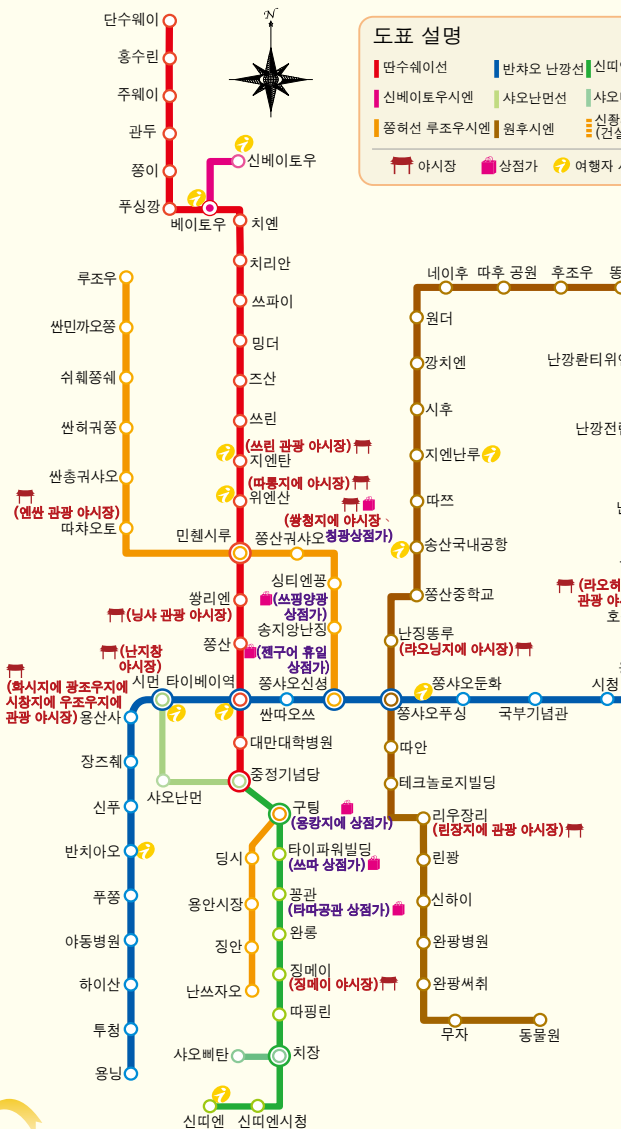 단수웨이
홍수린
주웨이
관두
쭝이
푸싱깡
N
도표 설명
딴수쉐이선
반챠오 난깡선
신베이토우시엔
샤오난먼선
쭝허선 루조우시엔
원후시엔
야시장
상점가
여행자
신베이토우
베이토우
치옌
치리안
쓰파이
밍더
즈산
쓰린
(쓰린 관광 야시장)
지엔탄
(따룽지에 야시장)
위엔산
(쌍청지에 야시장、
청광상점가)
루조우
싼민까오쭝
쉬훼쭝쉐
싼허궈쭝
싼총궈샤오
(옌싼 관광 야시장)
따챠오토
민췐시루
쭝산궈샤오
싱티엔꽁
쌍리엔
(쓰핑양광
상점가)
(닝샤 관광 야시장)
송지앙난징
쭝산
(젠구어 휴일
상점가)
(난지창
야시장)
시먼
타이베이역
쭝샤오신셩
(화시지에 광조우지에
시창지에 우조우지에
관광 야시장)
용산사
싼따오쓰
쭝샤오푸싱
쭝샤오둔화
국부기념관
시청
네이후
따후 공원
후조우
원더
깡치엔
시후
지엔난루
따쯔
송산국내공항
쭝산중학교
난징똥루
(랴오닝지에 야시장)
난깡롼티위
난깡전
(라오허
관광 야
대만대학병원
중정기념당
장즈췌
샤오난먼
신푸
반치아오
푸쭝
야동병원
하이산
투청
용닝
구팅
(용캉지에 상점가)
타이파워빌딩
(쓰따 상점가)
꽁관
(타따공관 상점가)
완롱
징메이
(징메이 야시장)
따핑린
딩시
용안시장
징안
난쓰자오
샤오삐탄
치장
신띠엔
신띠엔시청
따안
테크놀로지빌딩
리우장리
(린장지에 관광 야시장)
린꽝
신하이
완팡병원
완팡써취
무자
동물원